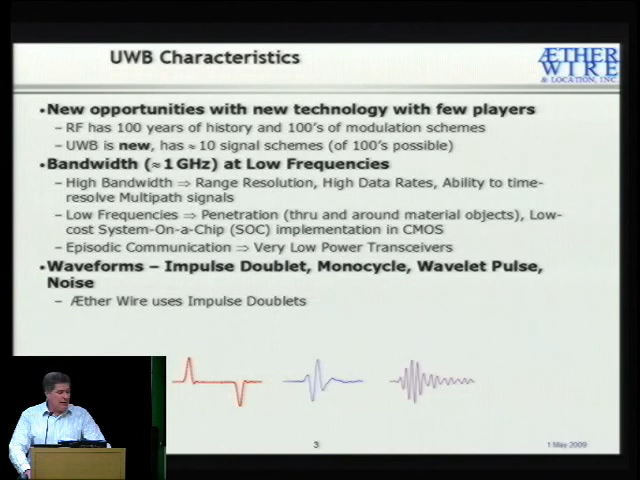 UWB Characteristics
ÆTHER
WIRE
& LOCATION, INC.
•New opportunities with new technology with few players
– RF has 100 years of history and 100's of modulation schemes
– UWB is new, has ≈ 10 signal schemes (of 100's possible)
•Bandwidth (≈ 1 GHz) at Low Frequencies
– High Bandwidth ⇒ Range Resolution, High Data Rates, Ability to time-
resolve Multipath signals
– Low Frequencies ⇒ Penetration (thru and around material objects), Low-
cost System-On-a-Chip (SOC) implementation in CMOS
– Episodic Communication ⇒ Very Low Power Transceivers
•Waveforms – Impulse Doublet, Monocycle, Wavelet Pulse,
Noise
– Æther Wire uses Impulse Doublets
3
1 May 2009